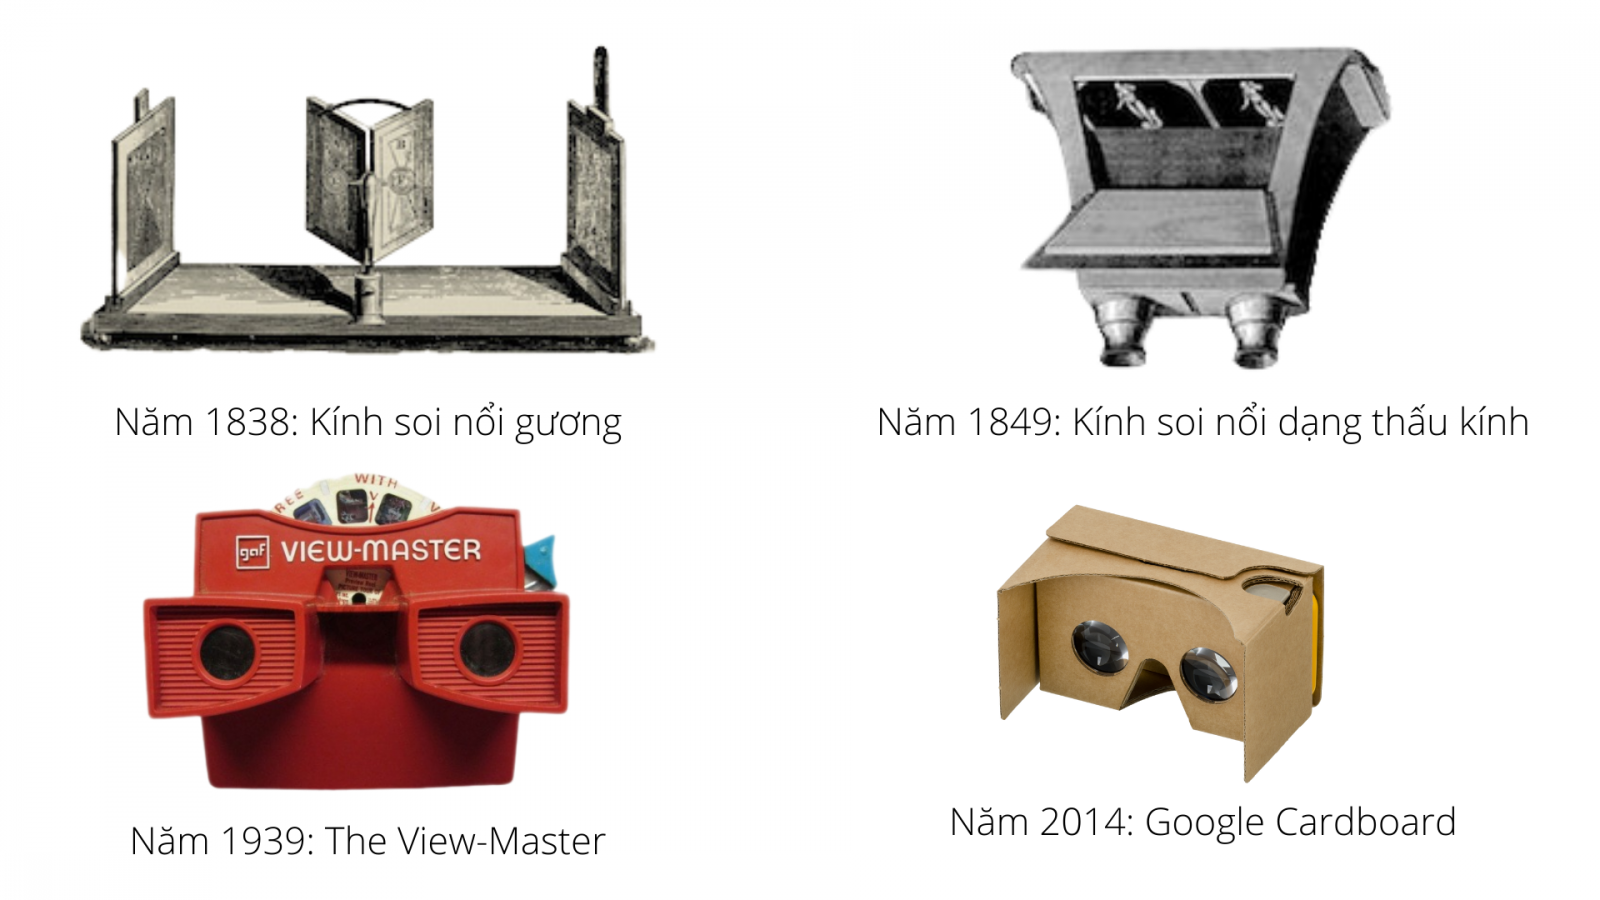 Năm 1838: Kính soi nổi gương
Năm 1849: Kính soi nổi dạng thấu kính
WITH
gaf VIEW-MASTER
Năm 1939: The View-Master
Năm 2014: Google Cardboard